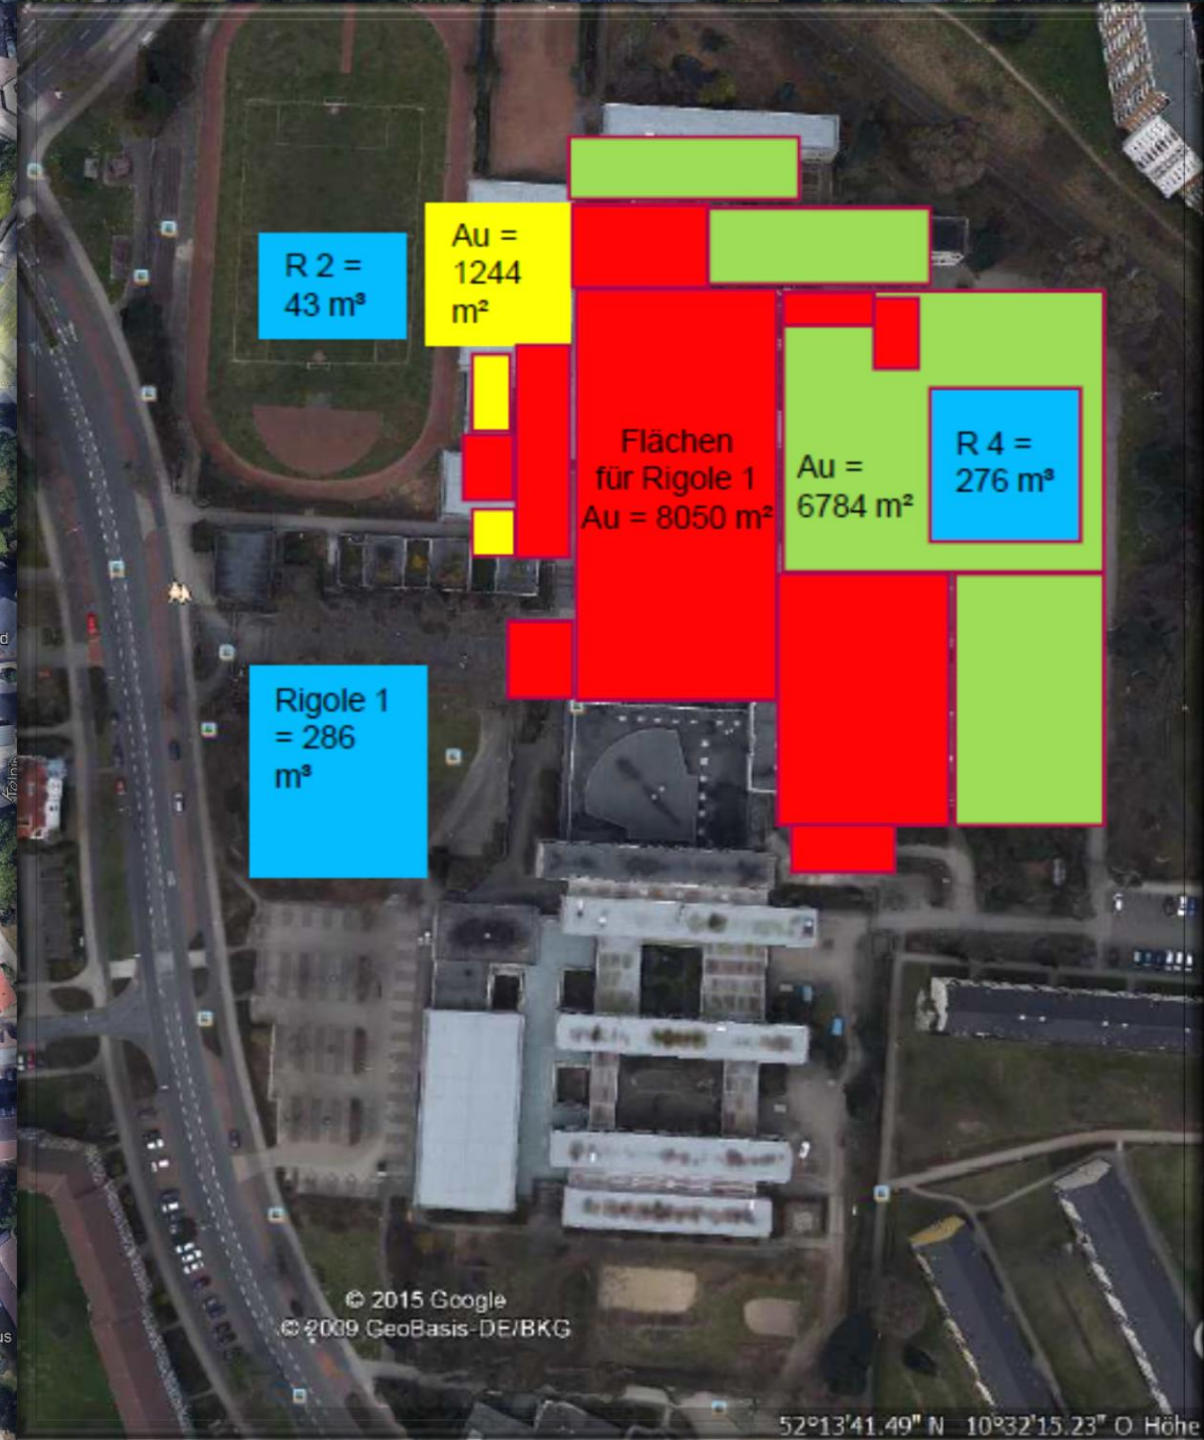 R 2 =
43 m³
Au =
1244
m²
Flächen
für Rigole 1
Au = 8050 m²
Au =
6784 m²
R 4 =
276 m³
Rigole 1
= 286
m³
© 2015 Google
© 2009 GeoBasis-DE/BKG
52°13'41.49" N 10°32'15.23" O Höhe